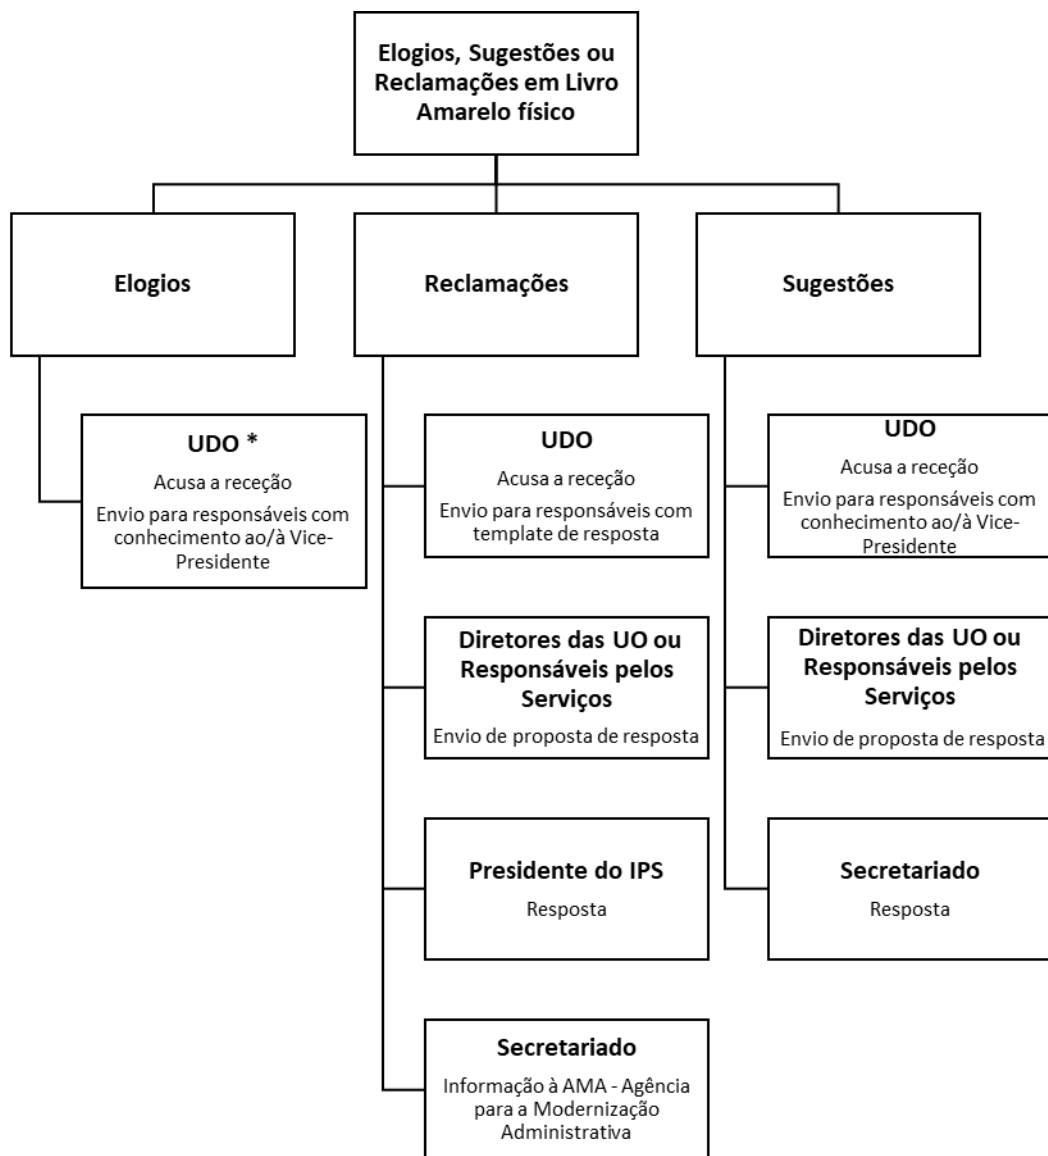 Elogios, Sugestões ou
Reclamações em Livro
Amarelo físico
Elogios
Reclamações
Sugestões
UDO *
Acusa a receção
Envio para responsáveis com
conhecimento ao/à Vice-
Presidente
UDO
Acusa a receção
Envio para responsáveis com
template de resposta
UDO
Acusa a receção
Envio para responsáveis com
conhecimento ao/à Vice-
Presidente
Diretores das UO ou
Responsáveis pelos
Serviços
Envio de proposta de resposta
Diretores das UO ou
Responsáveis pelos
Serviços
Envio de proposta de resposta
Presidente do IPS
Resposta
Secretariado
Resposta
Secretariado
Informação à AMA - Agência
para a Modernização
Administrativa